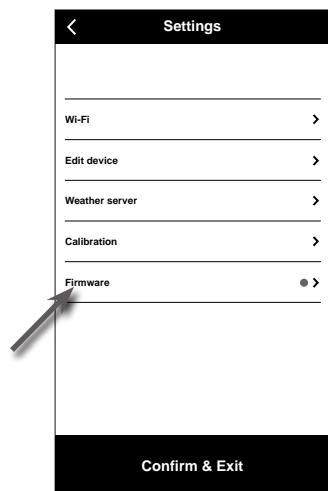 Settings
Wi-Fi
Edit device
Weather server
Calibration
Firmware
Confirm & Exit